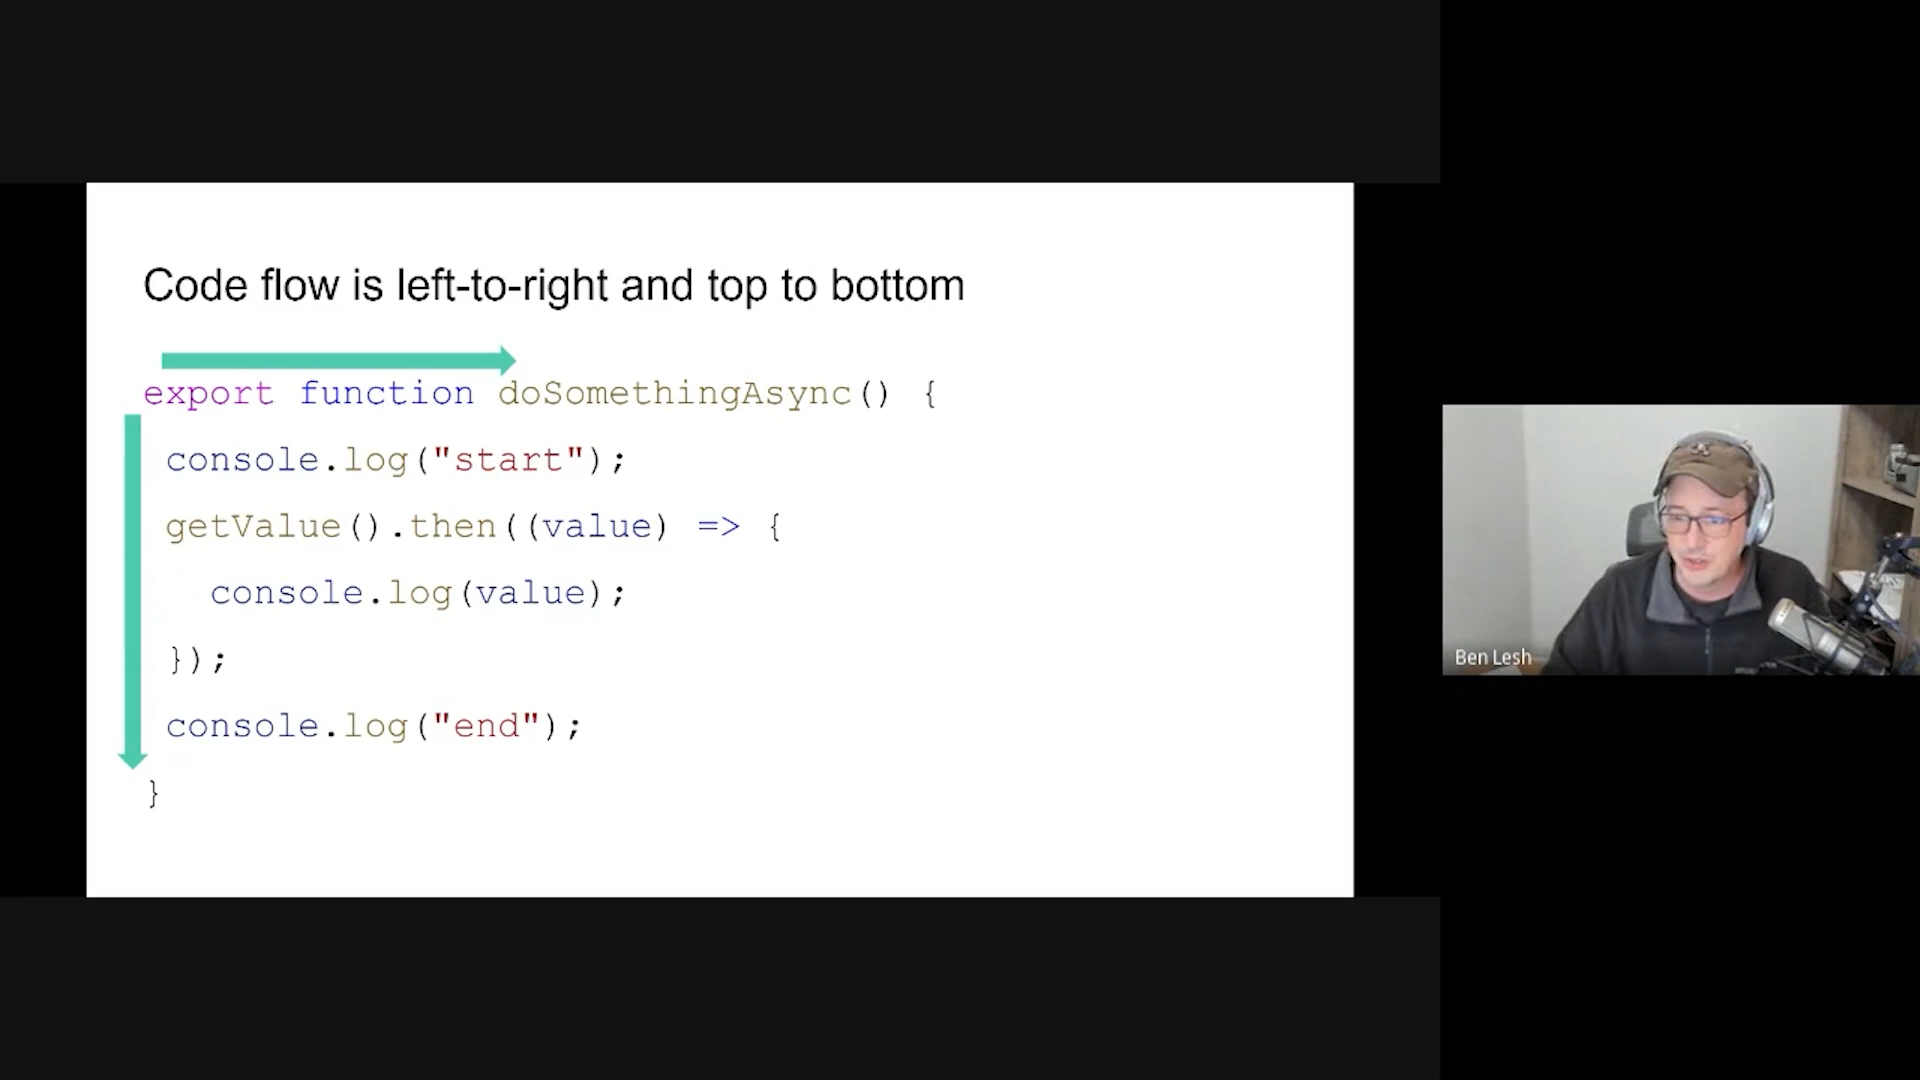 Code flow is left-to-right and top to bottom
export function doSomethingAsync() {
console.log("start");
getValue().then((value) => {
console.log(value);
});
console.log("end");
}
Ben Lesh